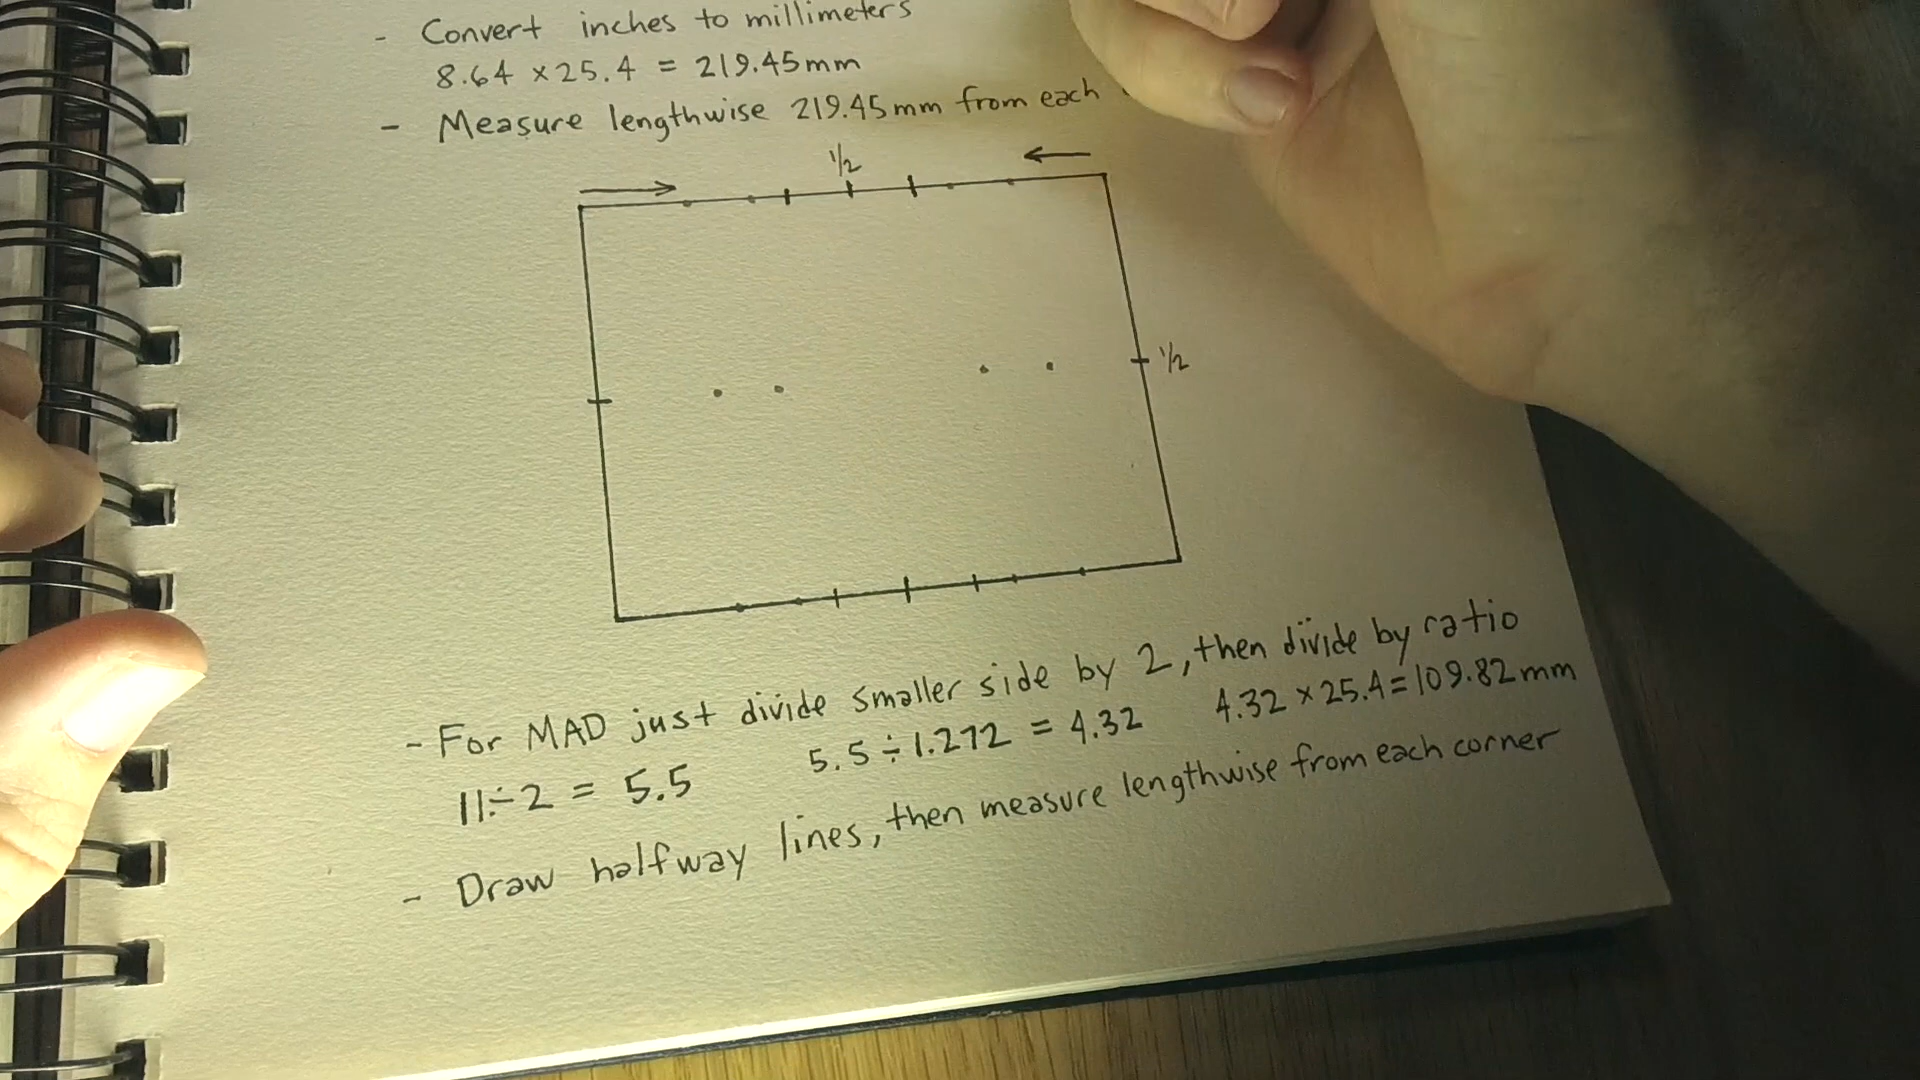 - Convert inches to millimeters
8.64 × 25.4 = 219.45mm
- Measure lengthwise 219.45mm from each
1/2
1/2
- For MAD just divide smaller side by 2, then divide by ratio
11 ÷ 2 = 5.5 5.5 ÷ 1.272 = 4.32 4.32 × 25.4 = 109.82mm
- Draw halfway lines, then measure lengthwise from each corner